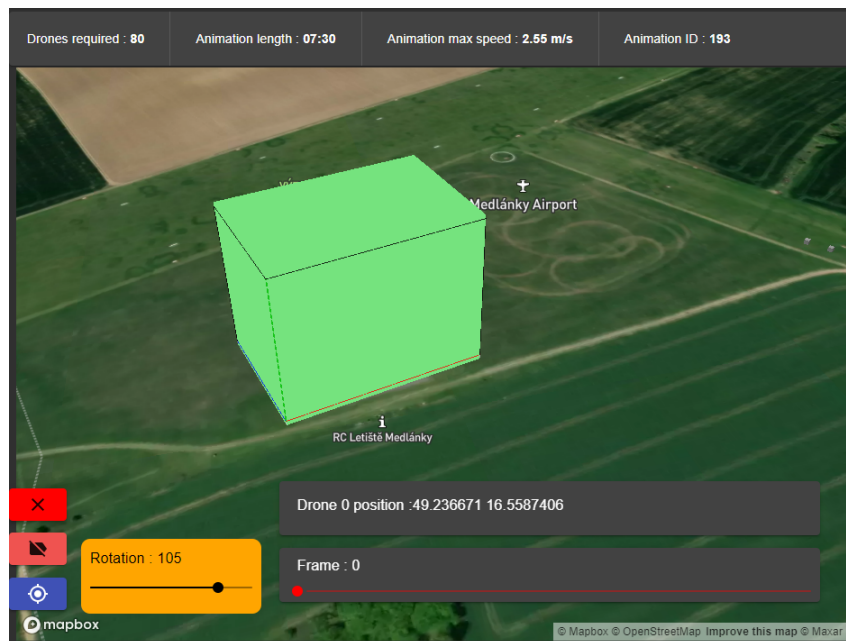 Drones required : 80
Animation length : 07:30
Animation max speed : 2.55 m/s
Animation ID : 193
Medlánky Airport
RC Letiště Medlánky
Drone 0 position :49.236671 16.5587406
Rotation : 105
Frame : 0
mapbox
© Mapbox © OpenStreetMap Improve this map © Maxar